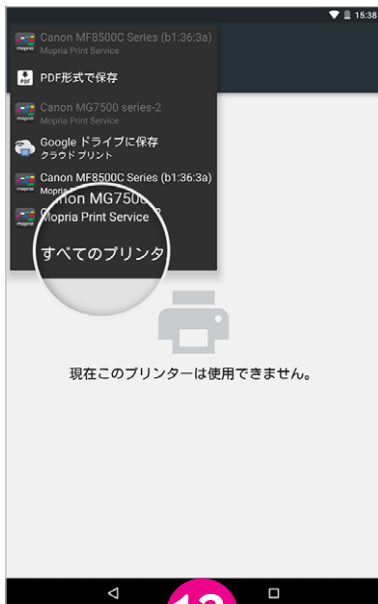 15:38
Canon MF8500C Series (b1:36:3a)
Mopria Print Service
PDF形式で保存
Canon MG7500 series-2
Mopria Print Service
Google ドライブに保存
クラウド プリント
Canon MF8500C Series (b1:36:3a)
Mopria
non MG750
Mopria Print Service
すべてのプリンタ
現在このプリンターは使用できません。